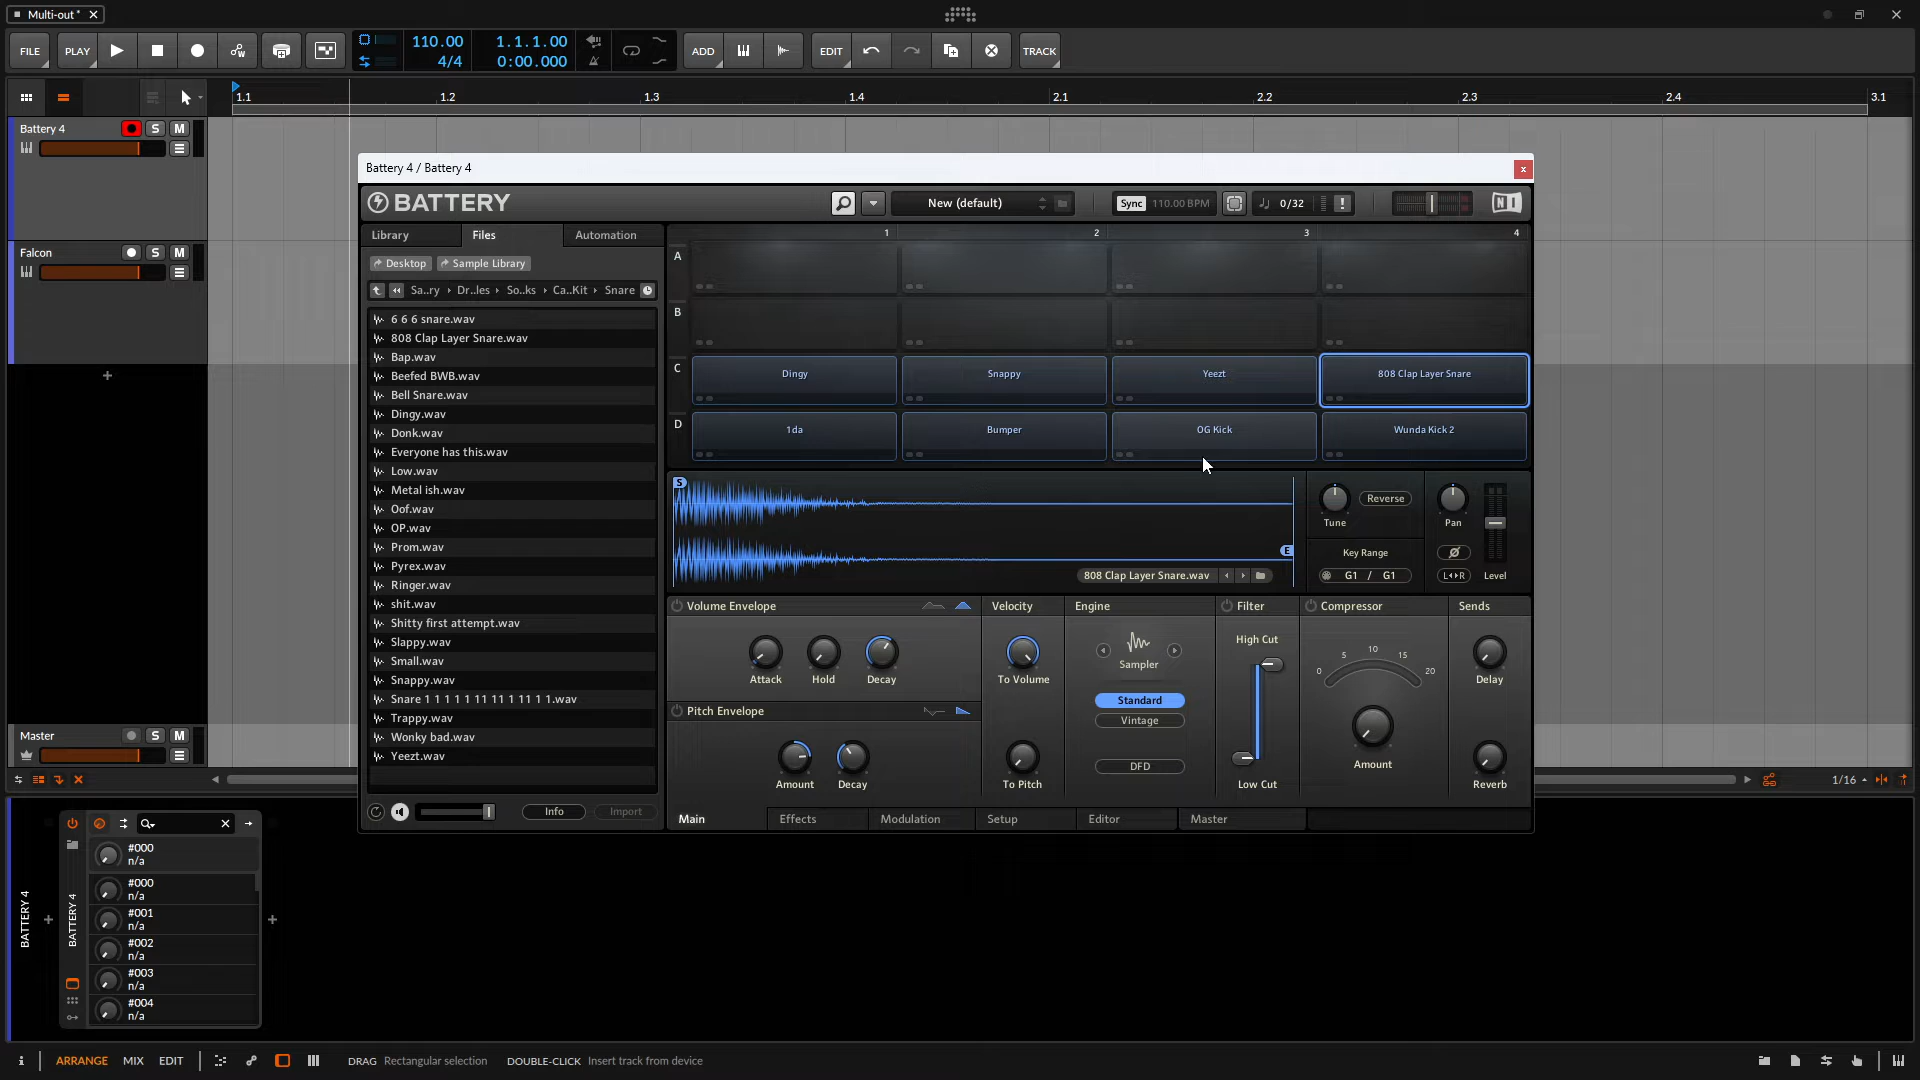 Multi-out *
FILE PLAY 110.00 1.1.1.00 ADD EDIT TRACK
4/4 0:00.000
1.1 1.2 1.3 1.4 2.1 2.2 2.3 2.4 3.1
Battery 4 S M
Falcon S M
Master S M
1/16
Battery 4 / Battery 4
x
BATTERY New (default) Sync 110.00 BPM 0/32 ! NI
Library Files Automation
Desktop Sample Library
Sa..ry Dr..les So..ks Ca..Kit Snare
6 6 6 snare.wav
808 Clap Layer Snare.wav
Bap.wav
Beefed BWB.wav
Bell Snare.wav
Dingy.wav
Donk.wav
Everyone has this.wav
Low.wav
Metal ish.wav
Oof.wav
OP.wav
Prom.wav
Pyrex.wav
Ringer.wav
shit.wav
Shitty first attempt.wav
Slappy.wav
Small.wav
Snappy.wav
Snare 1 1 1 1 1 11 11 1 11 1 1.wav
Trappy.wav
Wonky bad.wav
Yeezt.wav
Info Import
1 2 3 4
A
B
C Dingy Snappy Yeezt 808 Clap Layer Snare
D 1da Bumper OG Kick Wunda Kick 2
S
E
808 Clap Layer Snare.wav
Tune Reverse Pan
Key Range
G1 / G1 L R Level
Volume Envelope Velocity Engine Filter Compressor Sends
High Cut
Attack Hold Decay To Volume Sampler 0 5 10 15 20 Delay
Standard
Vintage
Pitch Envelope
DFD
Amount Decay To Pitch Low Cut Amount Reverb
Main Effects Modulation Setup Editor Master
BATTERY 4
BATTERY 4
#000
n/a
#000
n/a
#001
n/a
#002
n/a
#003
n/a
#004
n/a
i ARRANGE MIX EDIT DRAG Rectangular selection DOUBLE-CLICK Insert track from device